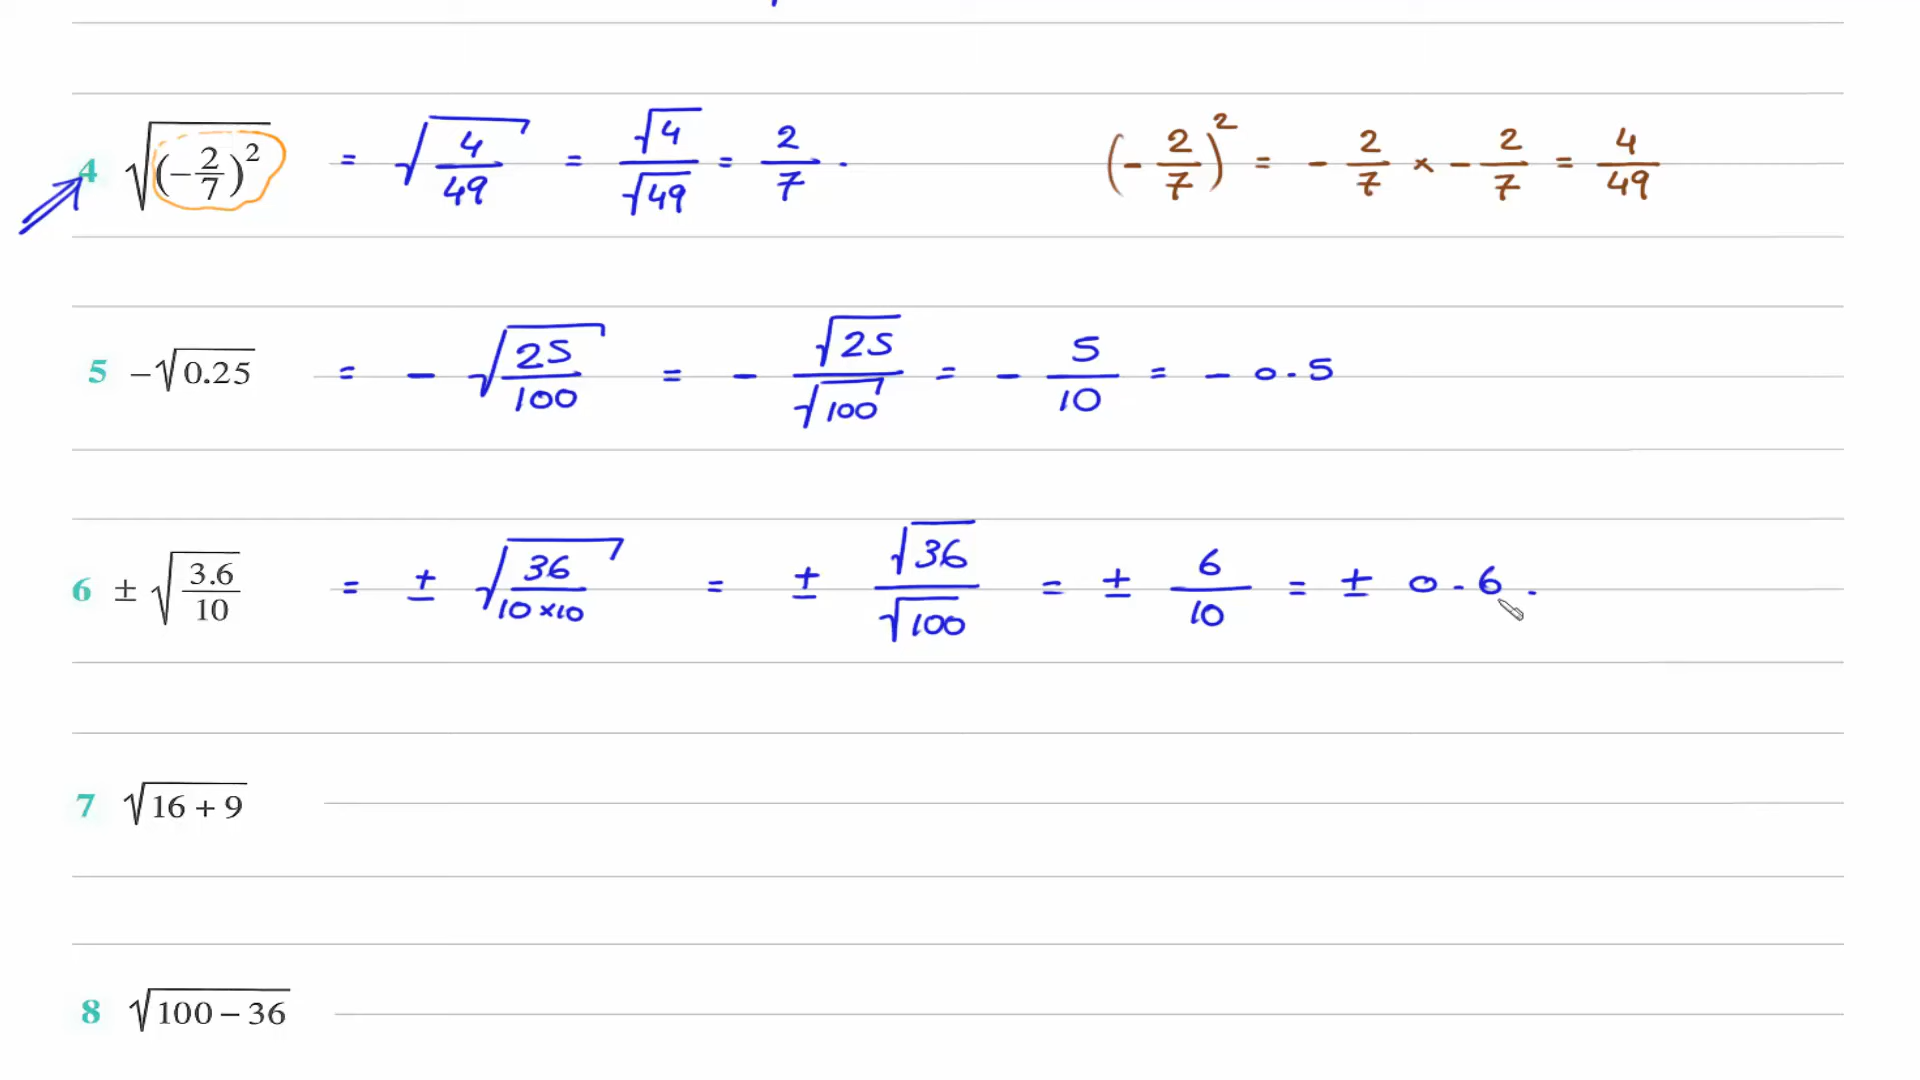 4 √((−2/7)²) = √(4/49) = √4/√49 = 2/7 . (−2/7)² = −2/7 × −2/7 = 4/49
5 −√0.25 = −√(25/100) = −√25/√100 = −5/10 = −0.5
6 ±√(3.6/10) = ±√(36/10×10) = ±√36/√100 = ±6/10 = ±0.6.
7 √(16 + 9)
8 √(100 − 36)